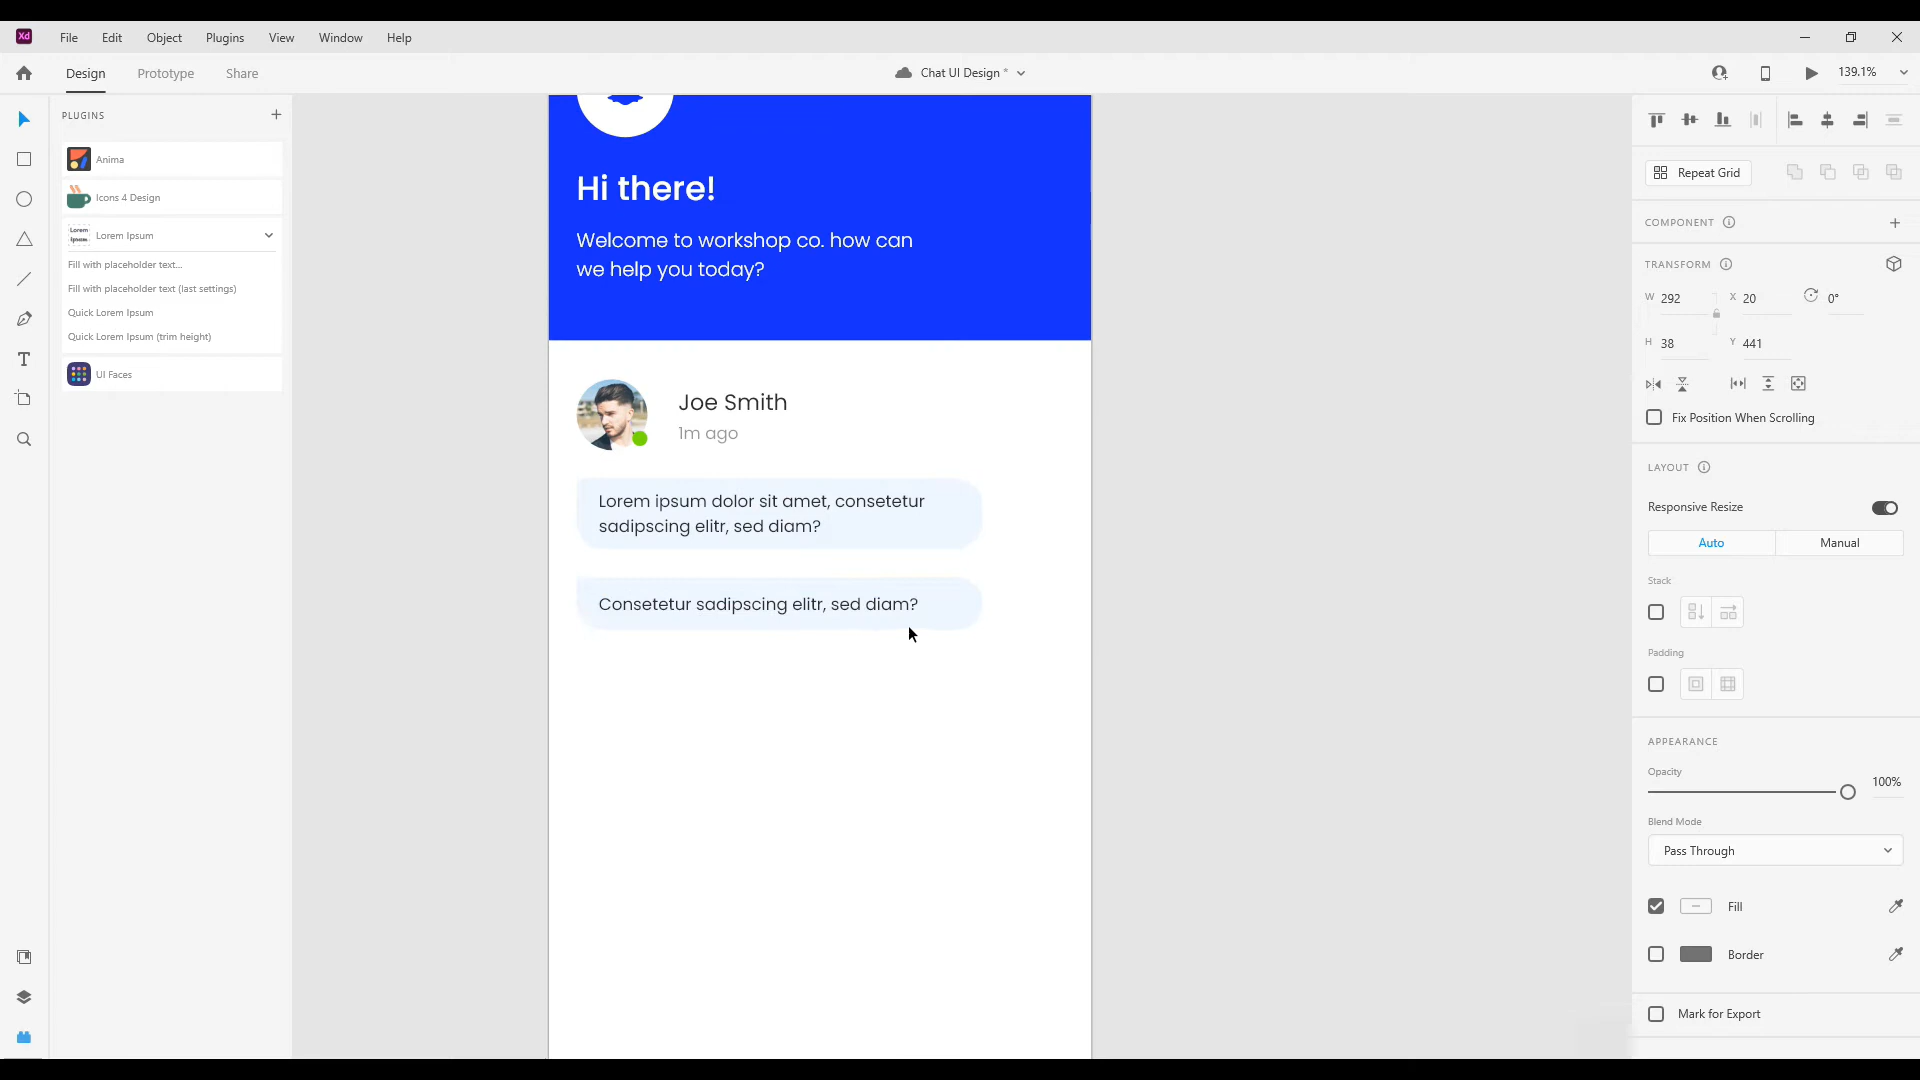 Xd
File Edit Object Plugins View Window Help
Design Prototype Share
Chat UI Design *
139.1%
PLUGINS
Anima
Icons 4 Design
Lorem Ipsum
Lorem Ipsum
Fill with placeholder text...
Fill with placeholder text (last settings)
Quick Lorem Ipsum
Quick Lorem Ipsum (trim height)
UI Faces
Hi there!
Welcome to workshop co. how can
we help you today?
Joe Smith
1m ago
Lorem ipsum dolor sit amet, consetetur
sadipscing elitr, sed diam?
Consetetur sadipscing elitr, sed diam?
Repeat Grid
COMPONENT
TRANSFORM
W 292 X 20 0°
H 38 Y 441
Fix Position When Scrolling
LAYOUT
Responsive Resize
Auto Manual
Stack
Padding
APPEARANCE
Opacity
100%
Blend Mode
Pass Through
Fill
Border
Mark for Export